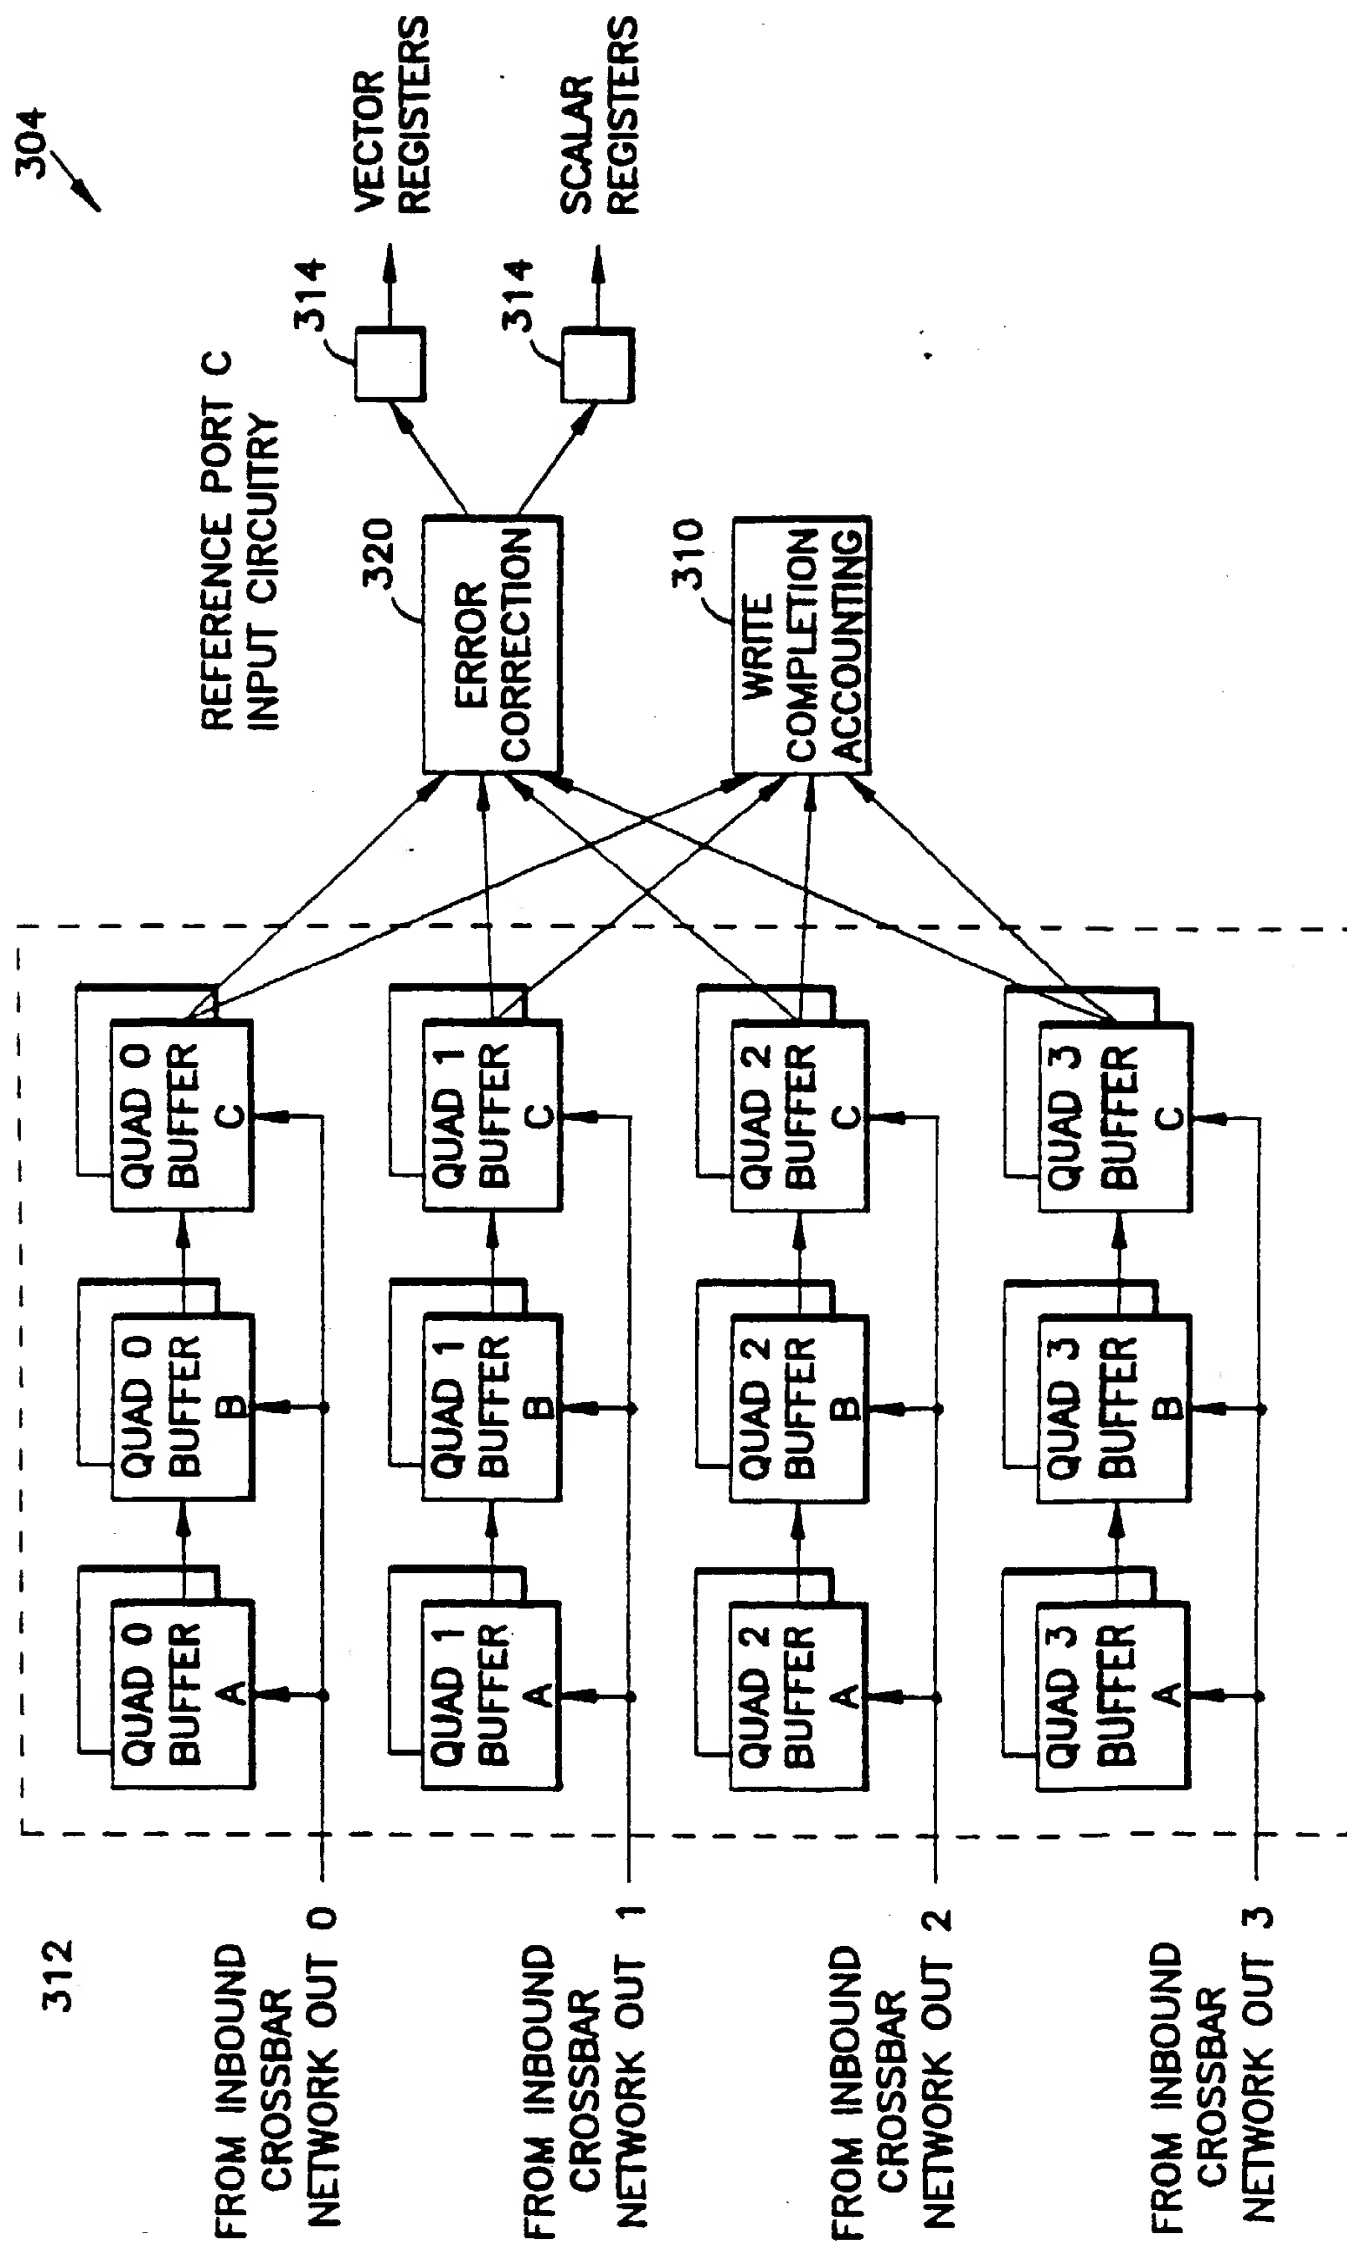 304
REFERENCE PORT C
INPUT CIRCUITRY
312
FROM INBOUND
CROSSBAR
NETWORK OUT 0
QUAD 0
BUFFER
A
QUAD 0
BUFFER
B
QUAD 0
BUFFER
C
FROM INBOUND
CROSSBAR
NETWORK OUT 1
QUAD 1
BUFFER
A
QUAD 1
BUFFER
B
QUAD 1
BUFFER
C
FROM INBOUND
CROSSBAR
NETWORK OUT 2
QUAD 2
BUFFER
A
QUAD 2
BUFFER
B
QUAD 2
BUFFER
C
FROM INBOUND
CROSSBAR
NETWORK OUT 3
QUAD 3
BUFFER
A
QUAD 3
BUFFER
B
QUAD 3
BUFFER
C
320
ERROR
CORRECTION
310
WRITE
COMPLETION
ACCOUNTING
314
VECTOR
REGISTERS
314
SCALAR
REGISTERS